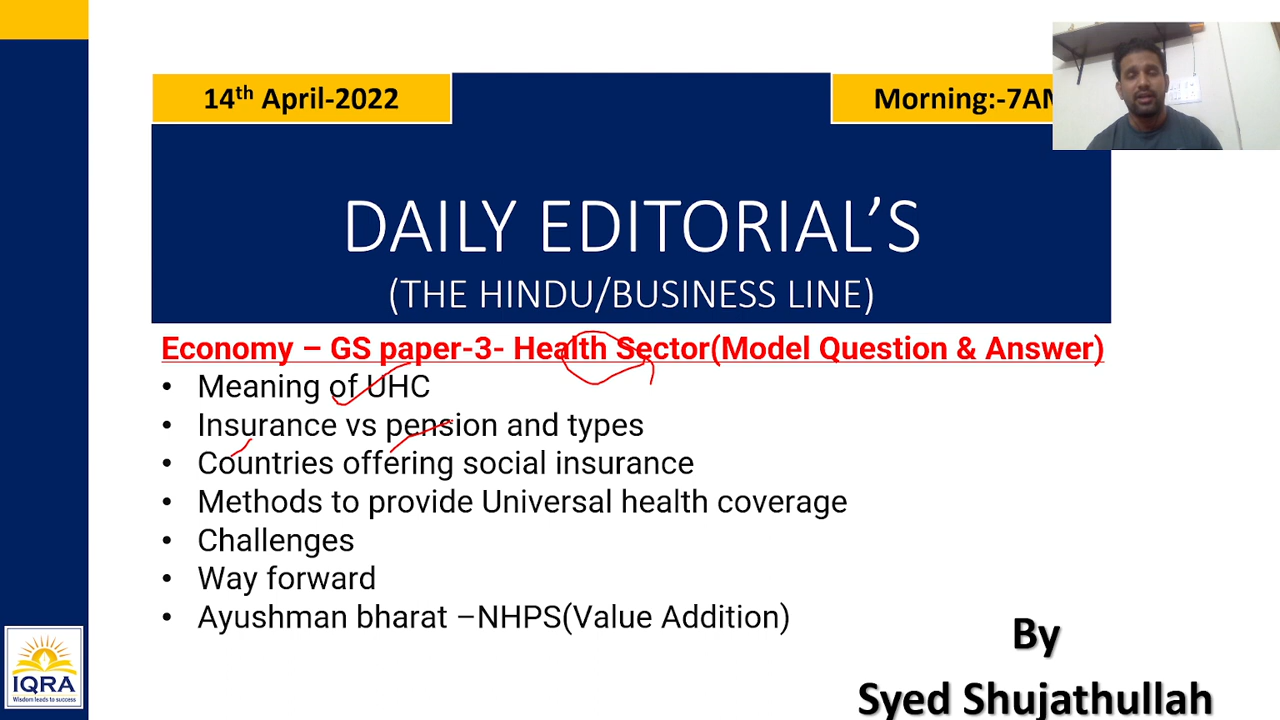 14th April-2022
Morning:-7AM
DAILY EDITORIAL’S
(THE HINDU/BUSINESS LINE)
Economy – GS paper-3- Health Sector(Model Question & Answer)
• Meaning of UHC
• Insurance vs pension and types
• Countries offering social insurance
• Methods to provide Universal health coverage
• Challenges
• Way forward
• Ayushman bharat –NHPS(Value Addition)
By
Syed Shujathullah
IQRA
Wisdom leads to success